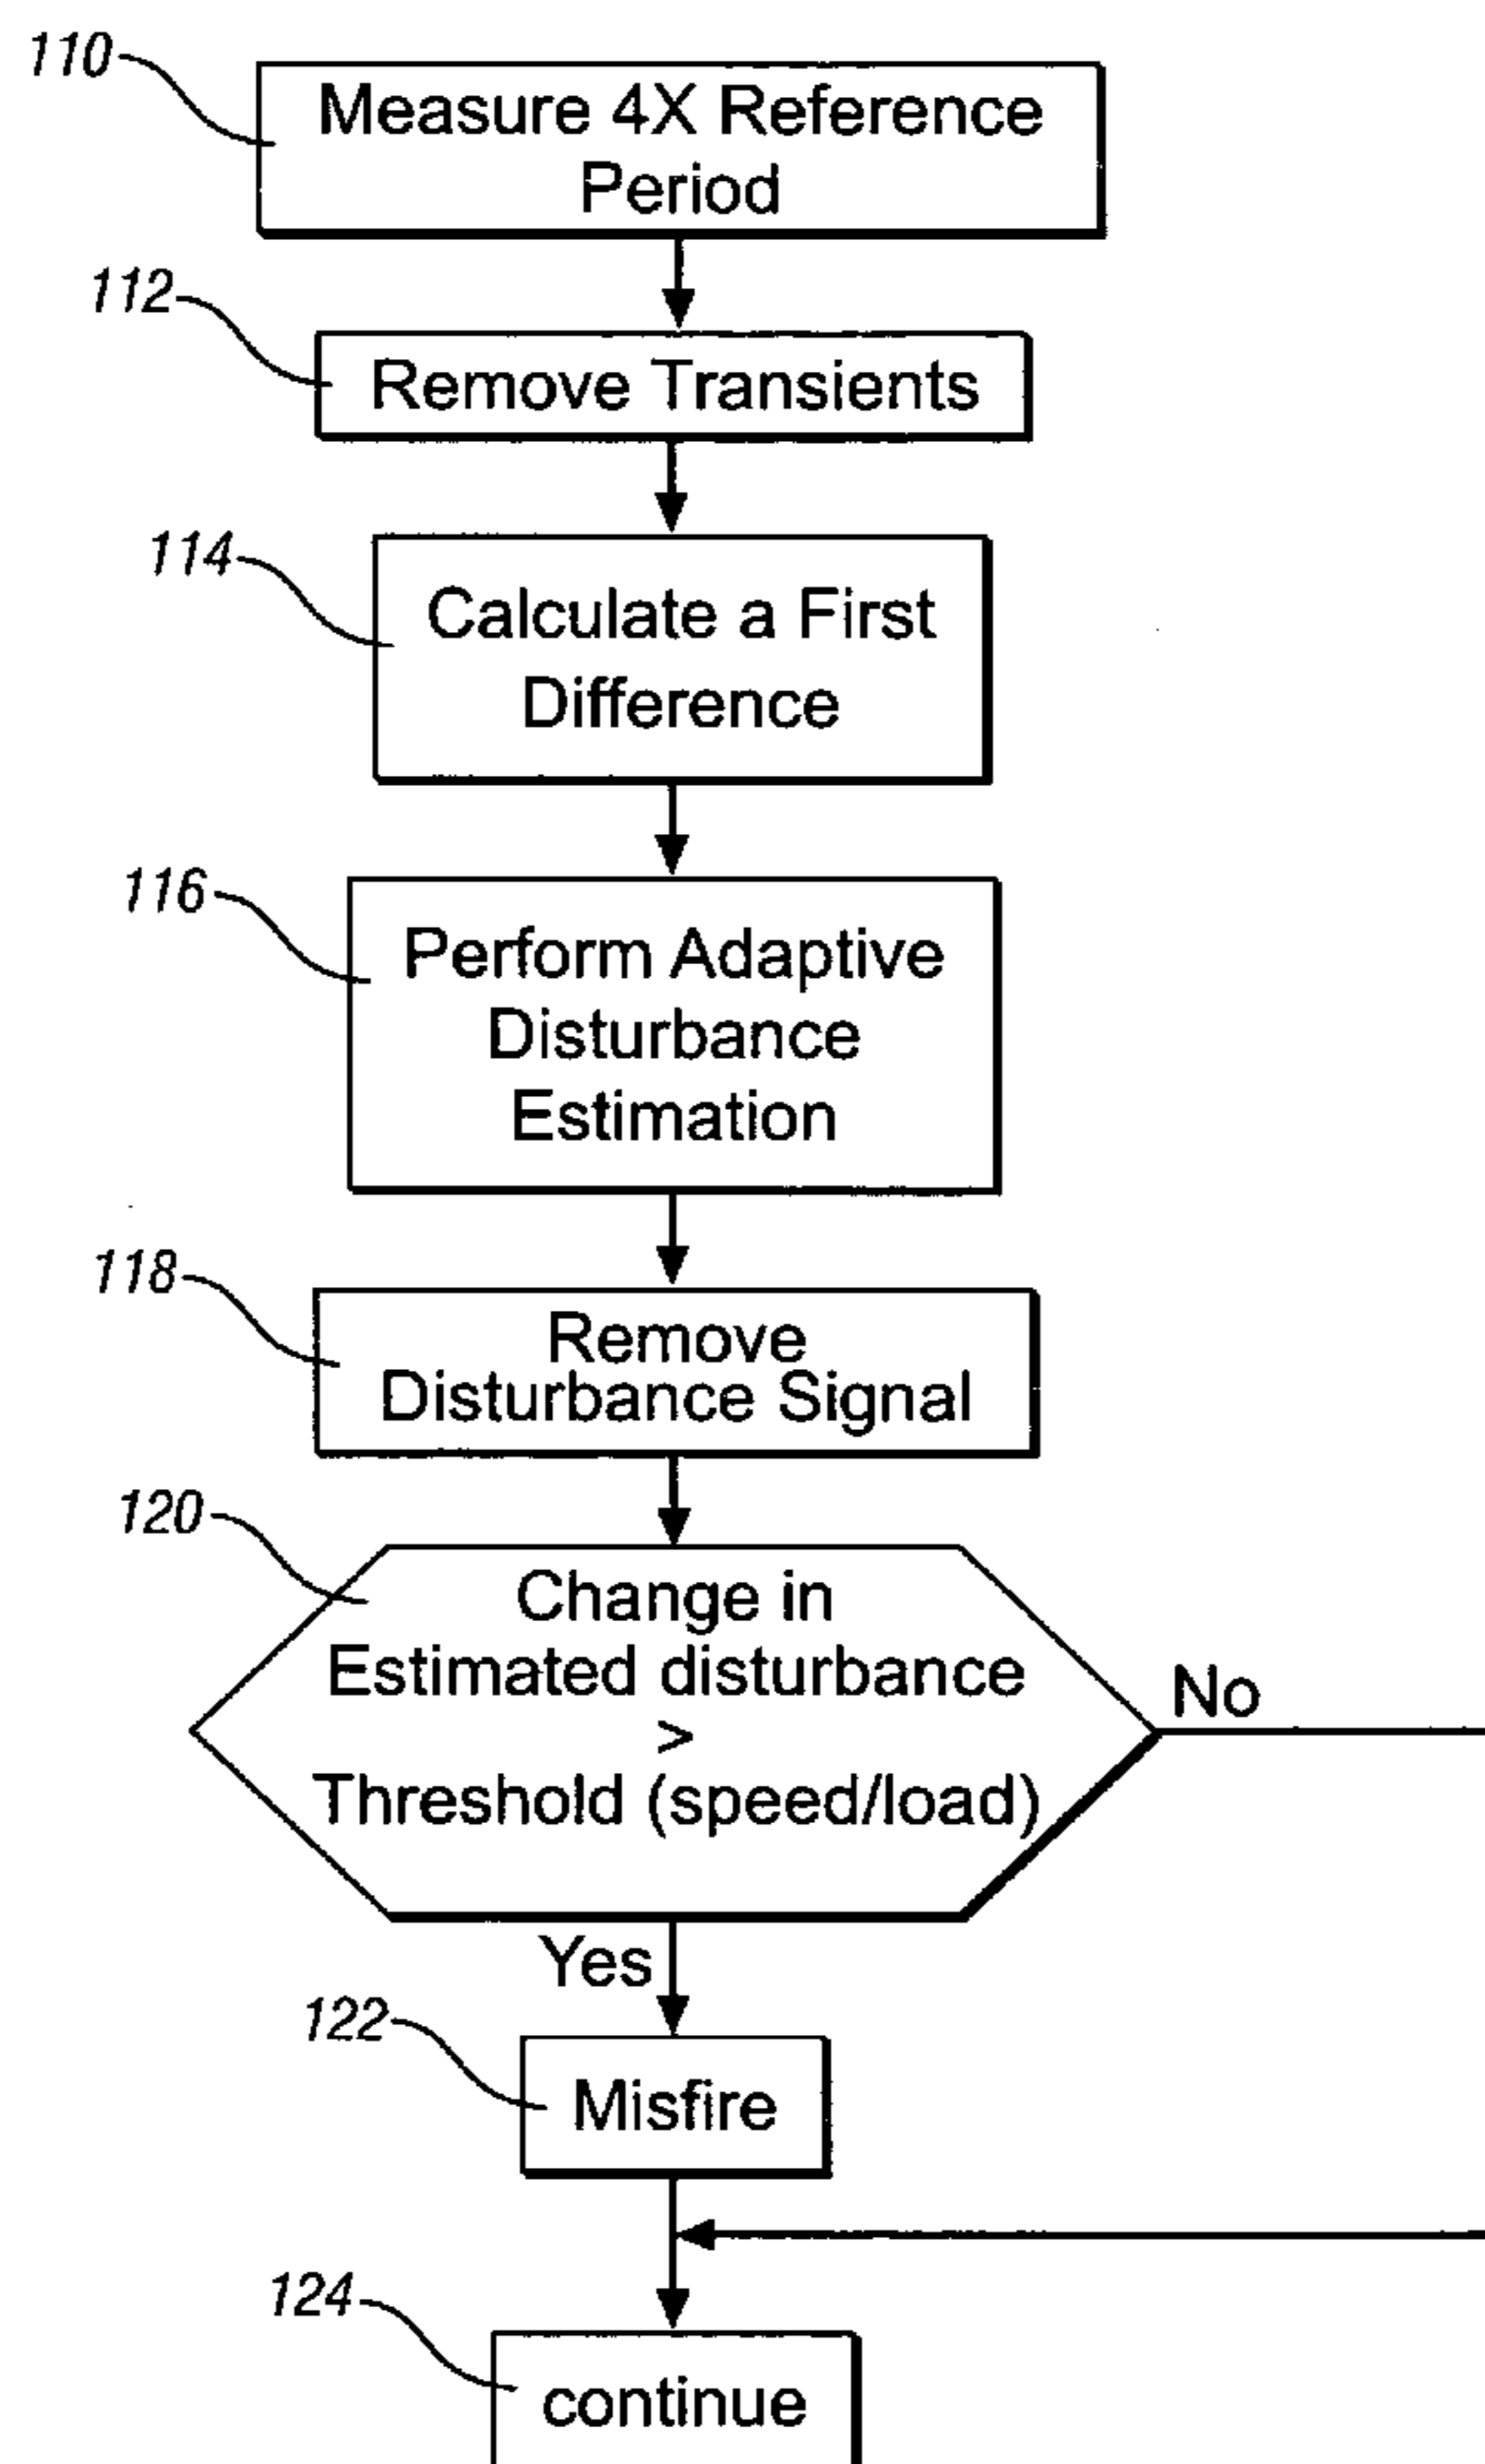 110
Measure 4X Reference
Period
112
Remove Transients
114
Calculate a First
Difference
116
Perform Adaptive
Disturbance
Estimation
118
Remove
Disturbance Signal
120
Change in
Estimated disturbance
>
Threshold (speed/load)
No
Yes
122
Misfire
124
continue